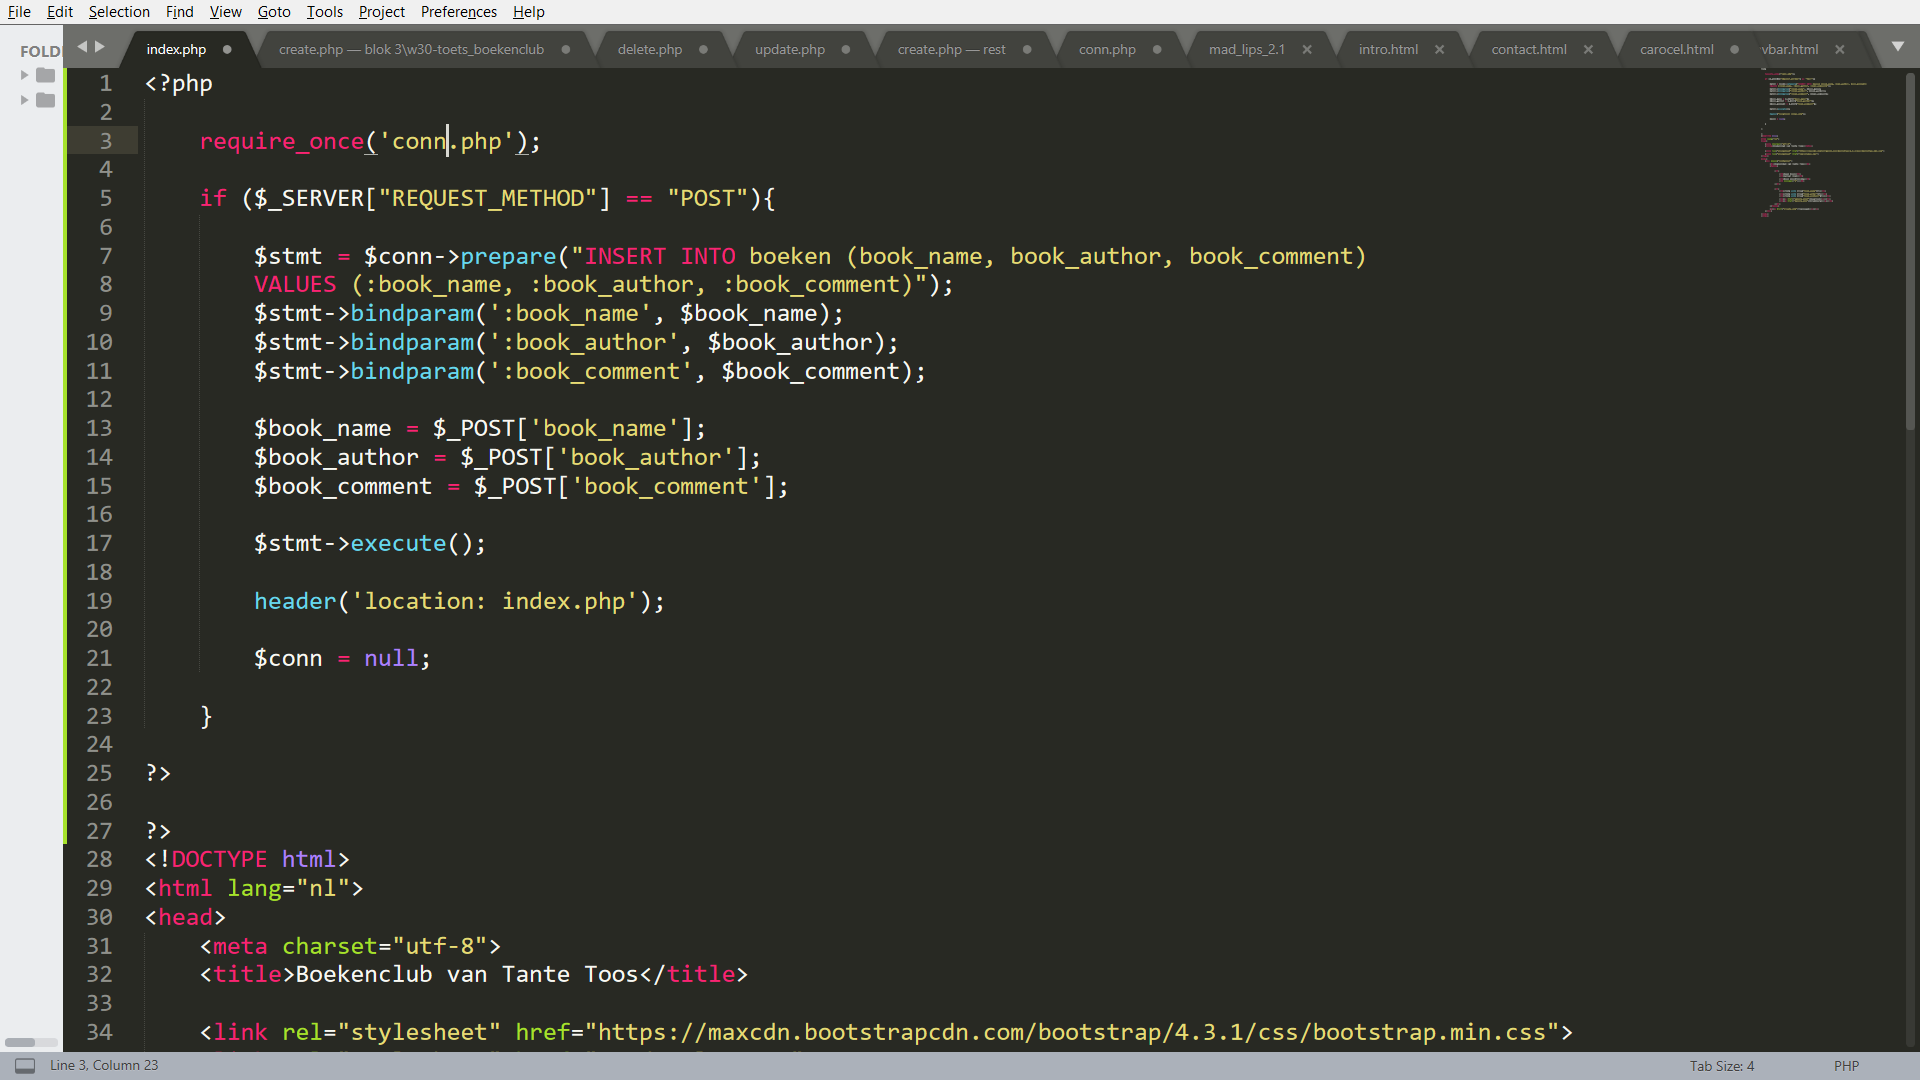 File Edit Selection Find View Goto Tools Project Preferences Help
FOLD
index.php
create.php — blok 3\w30-toets_boekenclub
delete.php
update.php
create.php — rest
conn.php
mad_lips_2.1
intro.html
contact.html
carocel.html
vbar.html
1 <?php
2
3 require_once('conn.php');
4
5 if ($_SERVER["REQUEST_METHOD"] == "POST"){
6
7 $stmt = $conn->prepare("INSERT INTO boeken (book_name, book_author, book_comment)
8 VALUES (:book_name, :book_author, :book_comment)");
9 $stmt->bindparam(':book_name', $book_name);
10 $stmt->bindparam(':book_author', $book_author);
11 $stmt->bindparam(':book_comment', $book_comment);
12
13 $book_name = $_POST['book_name'];
14 $book_author = $_POST['book_author'];
15 $book_comment = $_POST['book_comment'];
16
17 $stmt->execute();
18
19 header('location: index.php');
20
21 $conn = null;
22
23 }
24
25 ?>
26
27 ?>
28 <!DOCTYPE html>
29 <html lang="nl">
30 <head>
31 <meta charset="utf-8">
32 <title>Boekenclub van Tante Toos</title>
33
34 <link rel="stylesheet" href="https://maxcdn.bootstrapcdn.com/bootstrap/4.3.1/css/bootstrap.min.css">
Line 3, Column 23
Tab Size: 4
PHP